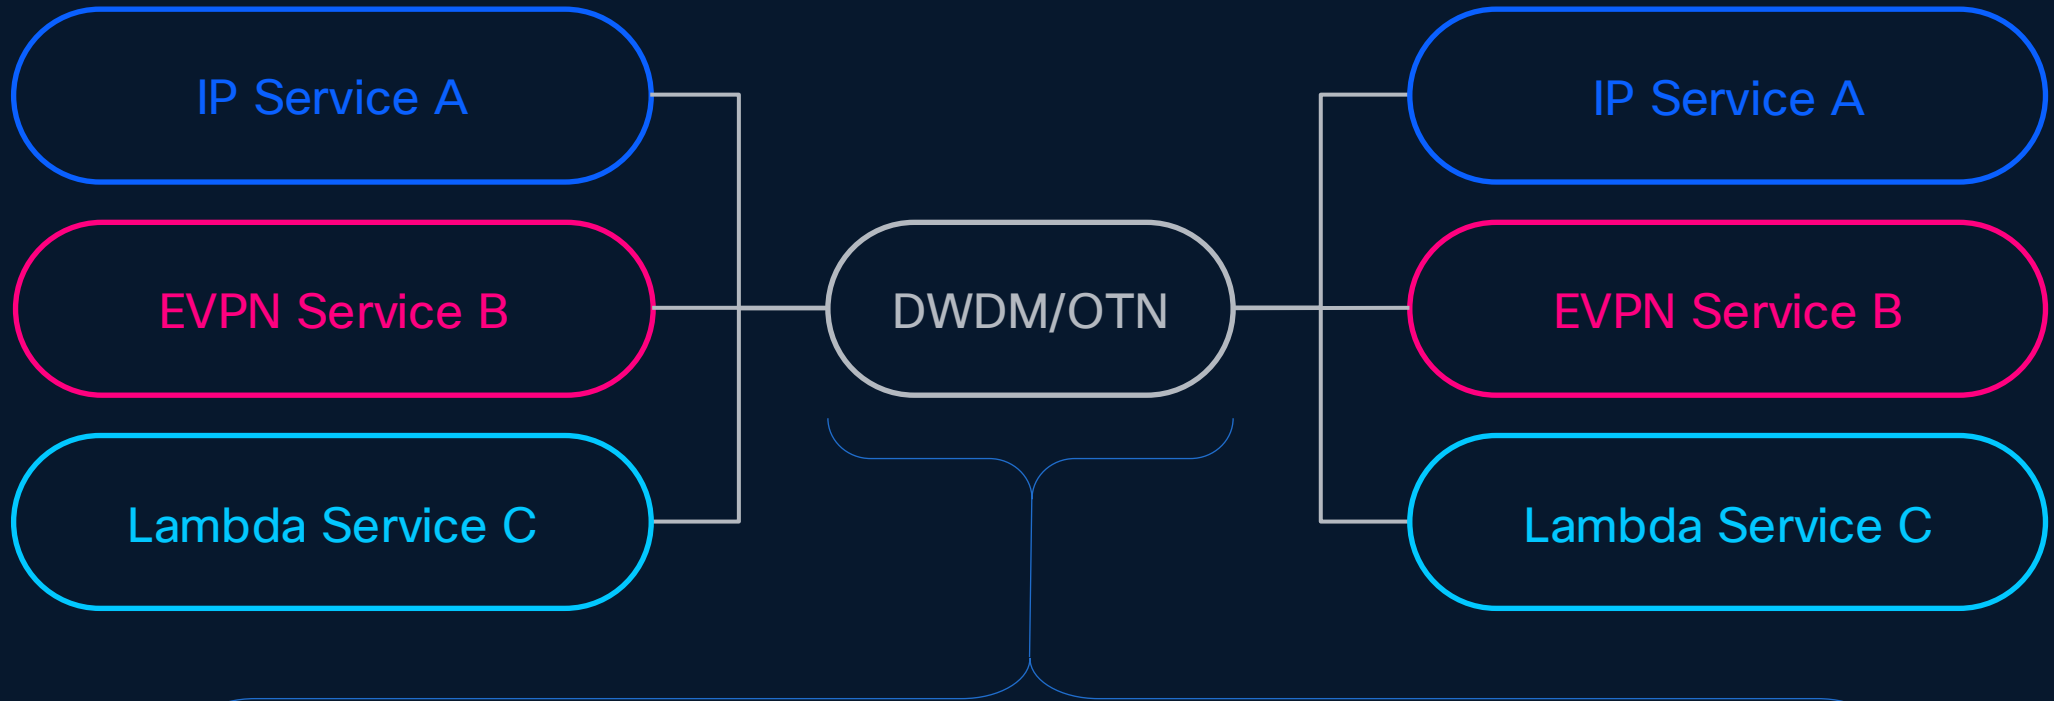 IP Service A
IP Service A
EVPN Service B
DWDM/OTN
EVPN Service B
Lambda Service C
Lambda Service C